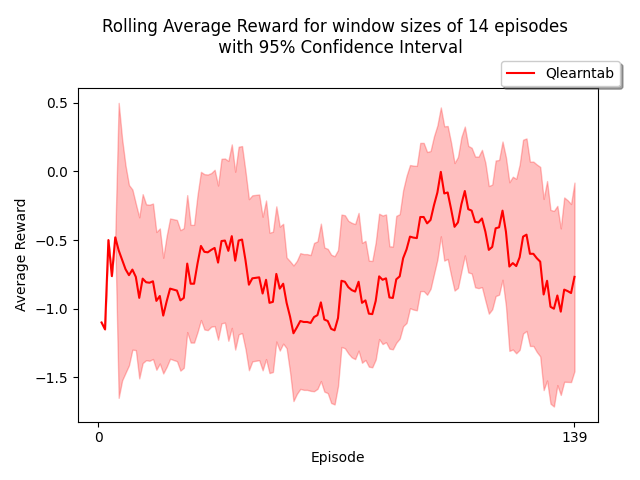 Rolling Average Reward for window sizes of 14 episodes
with 95% Confidence Interval
Qlearntab
0.5
0.0
−0.5
−1.0
−1.5
Average Reward
0
139
Episode